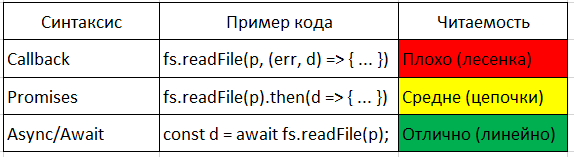 Синтаксис Пример кода Читаемость
Callback fs.readFile(p, (err, d) => { ... }) Плохо (лесенка)
Promises fs.readFile(p).then(d => { ... }) Средне (цепочки)
Async/Await const d = await fs.readFile(p); Отлично (линейно)